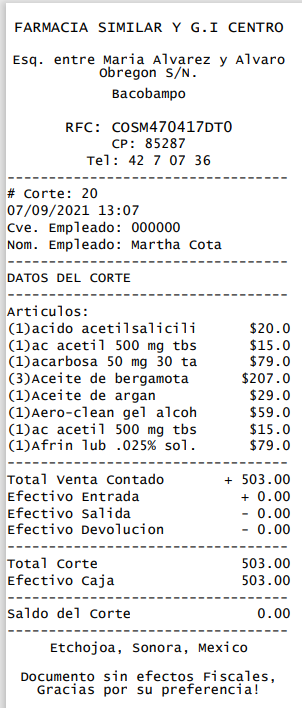 FARMACIA SIMILAR Y G.I CENTRO
Esq. entre Maria Alvarez y Alvaro
Obregon S/N.
Bacobampo
RFC: COSM470417DT0
CP: 85287
Tel: 42 7 07 36
----------------------------------
# Corte: 20
07/09/2021 13:07
Cve. Empleado: 000000
Nom. Empleado: Martha Cota
----------------------------------
DATOS DEL CORTE
----------------------------------
Articulos:
(1)acido acetilsalicili $20.0
(1)ac acetil 500 mg tbs $15.0
(1)acarbosa 50 mg 30 ta $79.0
(3)Aceite de bergamota $207.0
(1)Aceite de argan $29.0
(1)Aero-clean gel alcoh $59.0
(1)ac acetil 500 mg tbs $15.0
(1)Afrin lub .025% sol. $79.0
----------------------------------
Total Venta Contado + 503.00
Efectivo Entrada + 0.00
Efectivo Salida - 0.00
Efectivo Devolucion - 0.00
----------------------------------
Total Corte 503.00
Efectivo Caja 503.00
----------------------------------
Saldo del Corte 0.00
----------------------------------
Etchojoa, Sonora, Mexico
Documento sin efectos Fiscales,
Gracias por su preferencia!